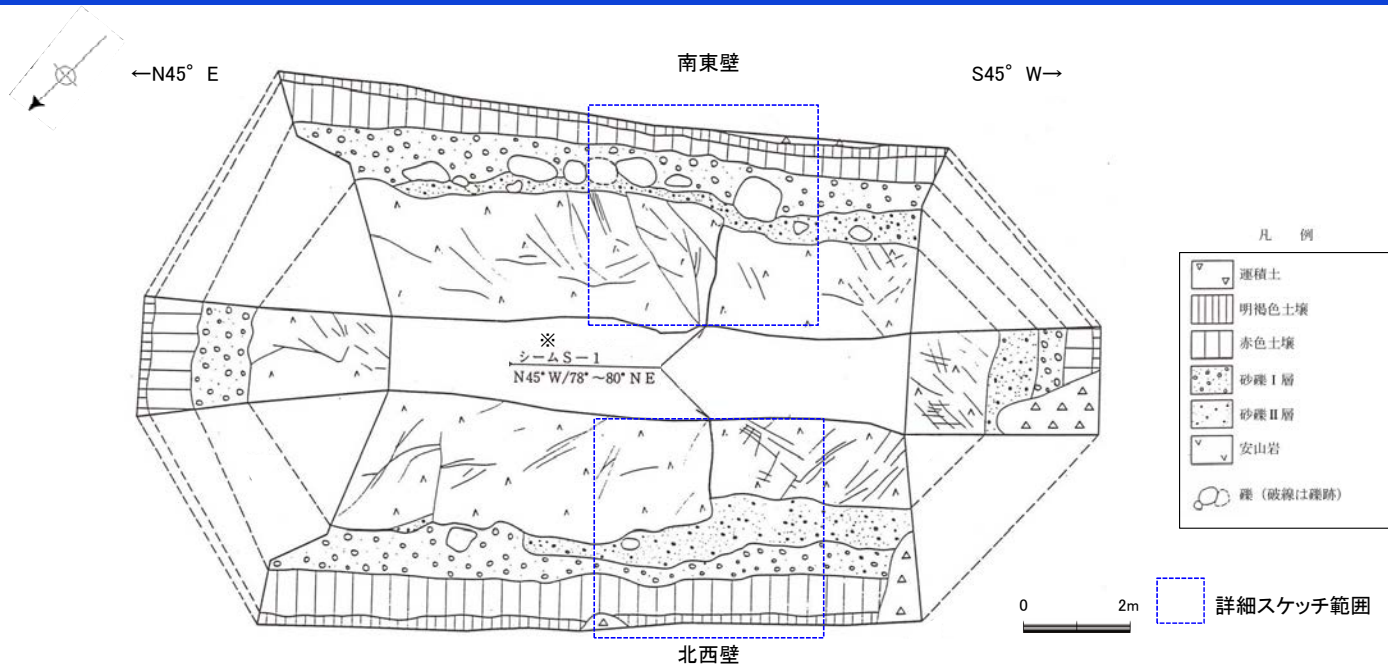 南東壁
←N45° E
S45° W→
※
シームS-1
N45°W/78°～80°NE
凡 例
運積土
明褐色土壌
赤色土壌
砂礫Ⅰ層
砂礫Ⅱ層
安山岩
礫（破線は礫跡）
0 2m
詳細スケッチ範囲
北西壁